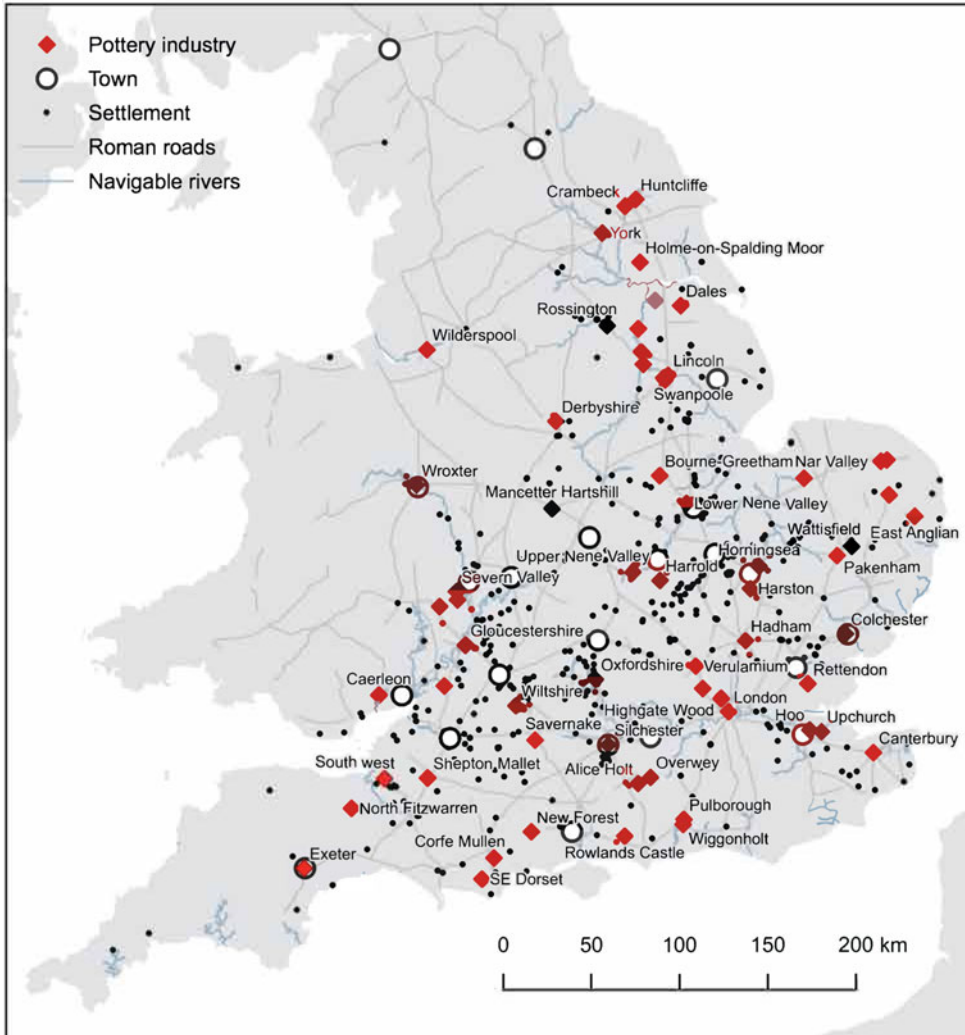 Pottery industry
Town
Settlement
Roman roads
Navigable rivers
Crambeck
Huntcliffe
York
Holme-on-Spalding Moor
Dales
Rossington
Wilderspool
Lincoln
Swanpoole
Derbyshire
Bourne-Greetham
Nar Valley
Wroxter
Mancetter Hartshill
Lower Nene Valley
Wattisfield
East Anglian
Upper Nene Valley
Horningsea
Pakenham
Harrold
Severn Valley
Harston
Colchester
Hadham
Gloucestershire
Oxfordshire
Verulamium
Rettendon
Caerleon
Wiltshire
London
Highgate Wood
Hoo
Upchurch
Savernake
Silchester
Canterbury
Shepton Mallet
South west
Alice Holt
Overwey
North Fitzwarren
New Forest
Pulborough
Corfe Mullen
Wiggonholt
Rowlands Castle
Exeter
SE Dorset
0 50 100 150 200 km